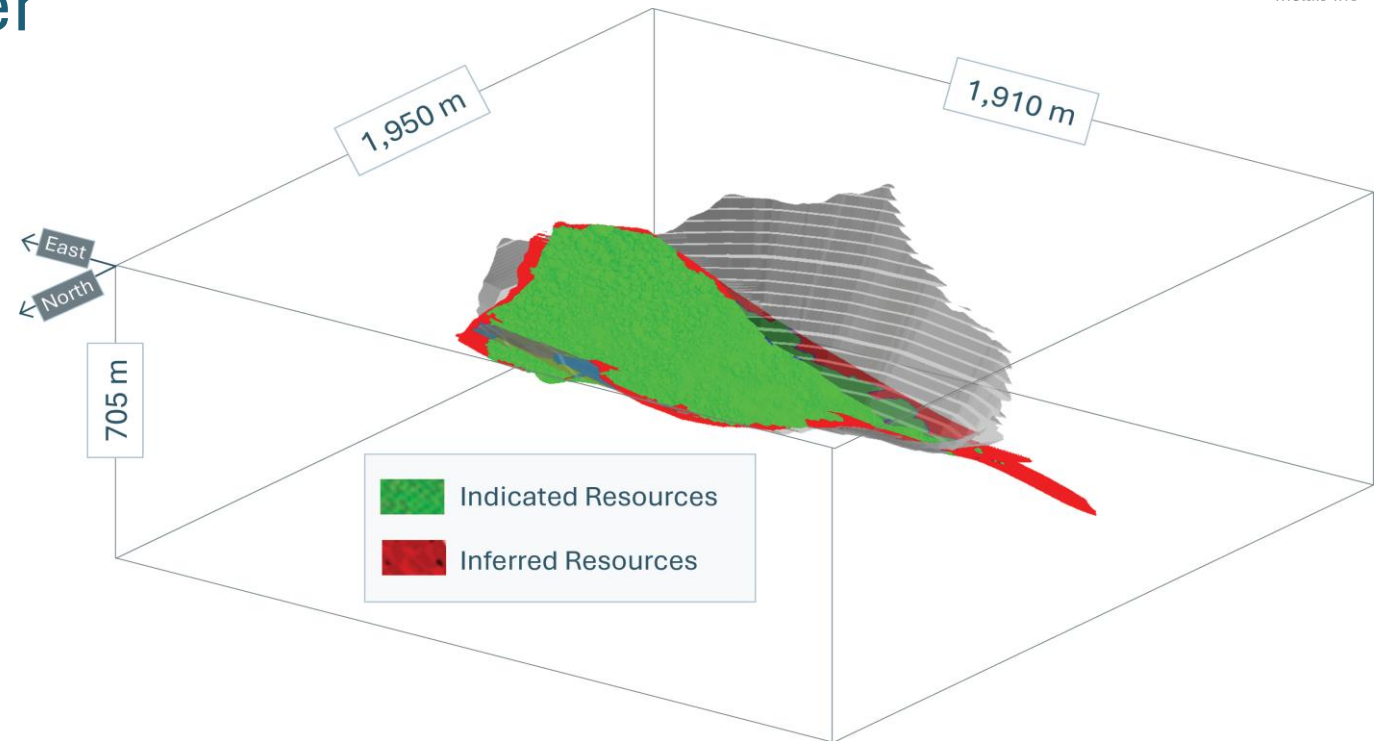 1,950 m
1,910 m
East
North
705 m
Indicated Resources
Inferred Resources